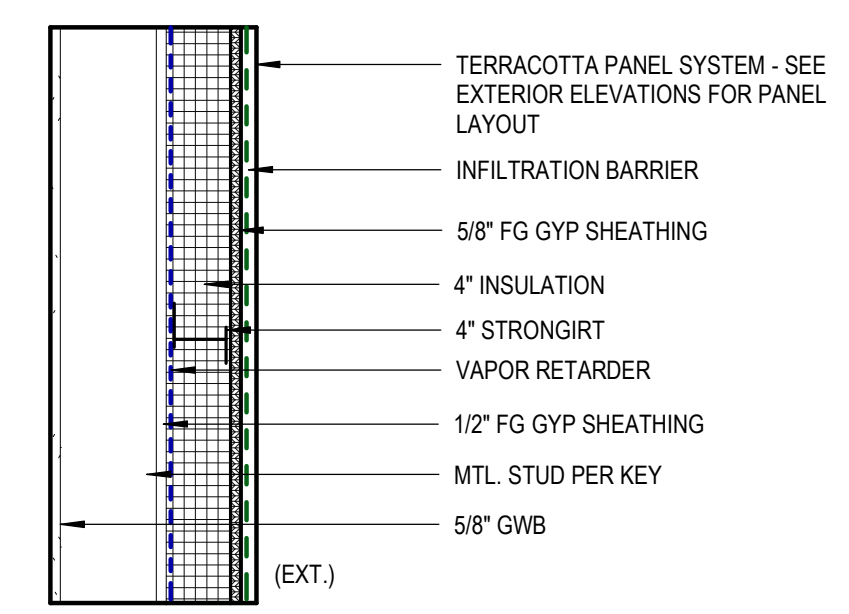 TERRACOTTA PANEL SYSTEM - SEE
EXTERIOR ELEVATIONS FOR PANEL
LAYOUT
INFILTRATION BARRIER
5/8" FG GYP SHEATHING
4" INSULATION
4" STRONGIRT
VAPOR RETARDER
1/2" FG GYP SHEATHING
MTL. STUD PER KEY
5/8" GWB
(EXT.)